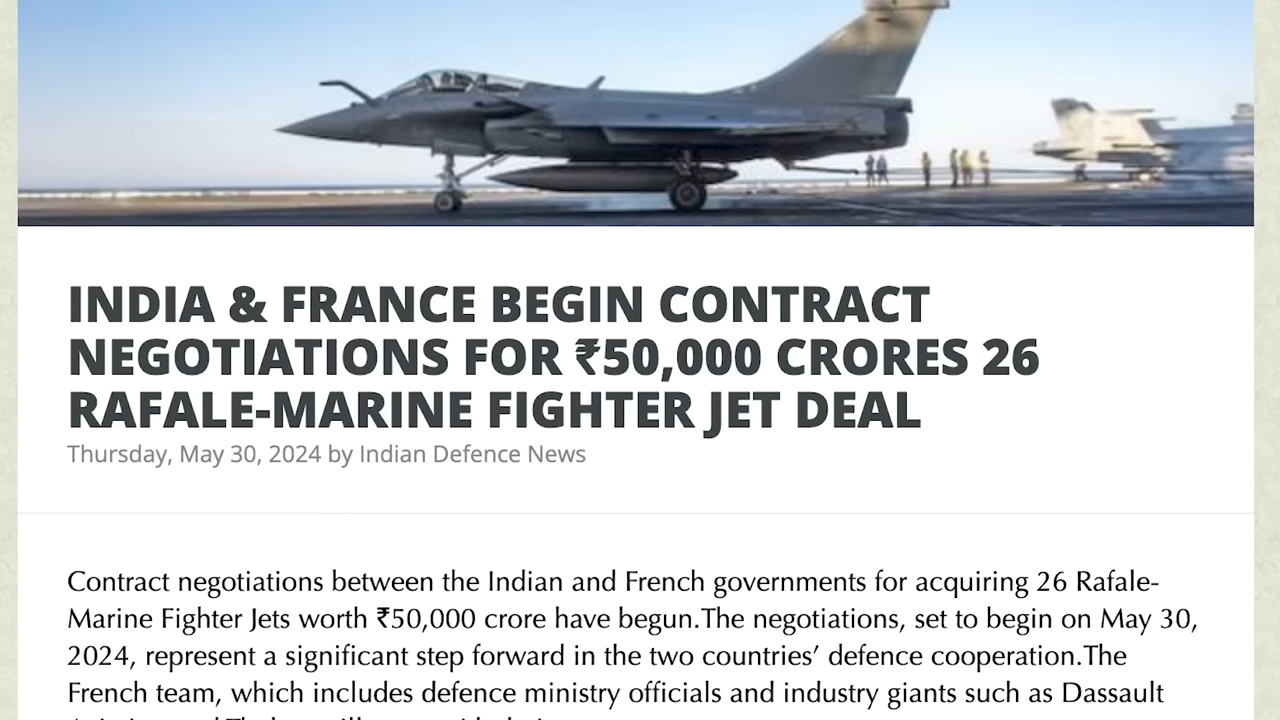 INDIA & FRANCE BEGIN CONTRACT
NEGOTIATIONS FOR ₹50,000 CRORES 26
RAFALE-MARINE FIGHTER JET DEAL
Thursday, May 30, 2024 by Indian Defence News
Contract negotiations between the Indian and French governments for acquiring 26 Rafale-
Marine Fighter Jets worth ₹50,000 crore have begun.The negotiations, set to begin on May 30,
2024, represent a significant step forward in the two countries’ defence cooperation.The
French team, which includes defence ministry officials and industry giants such as Dassault